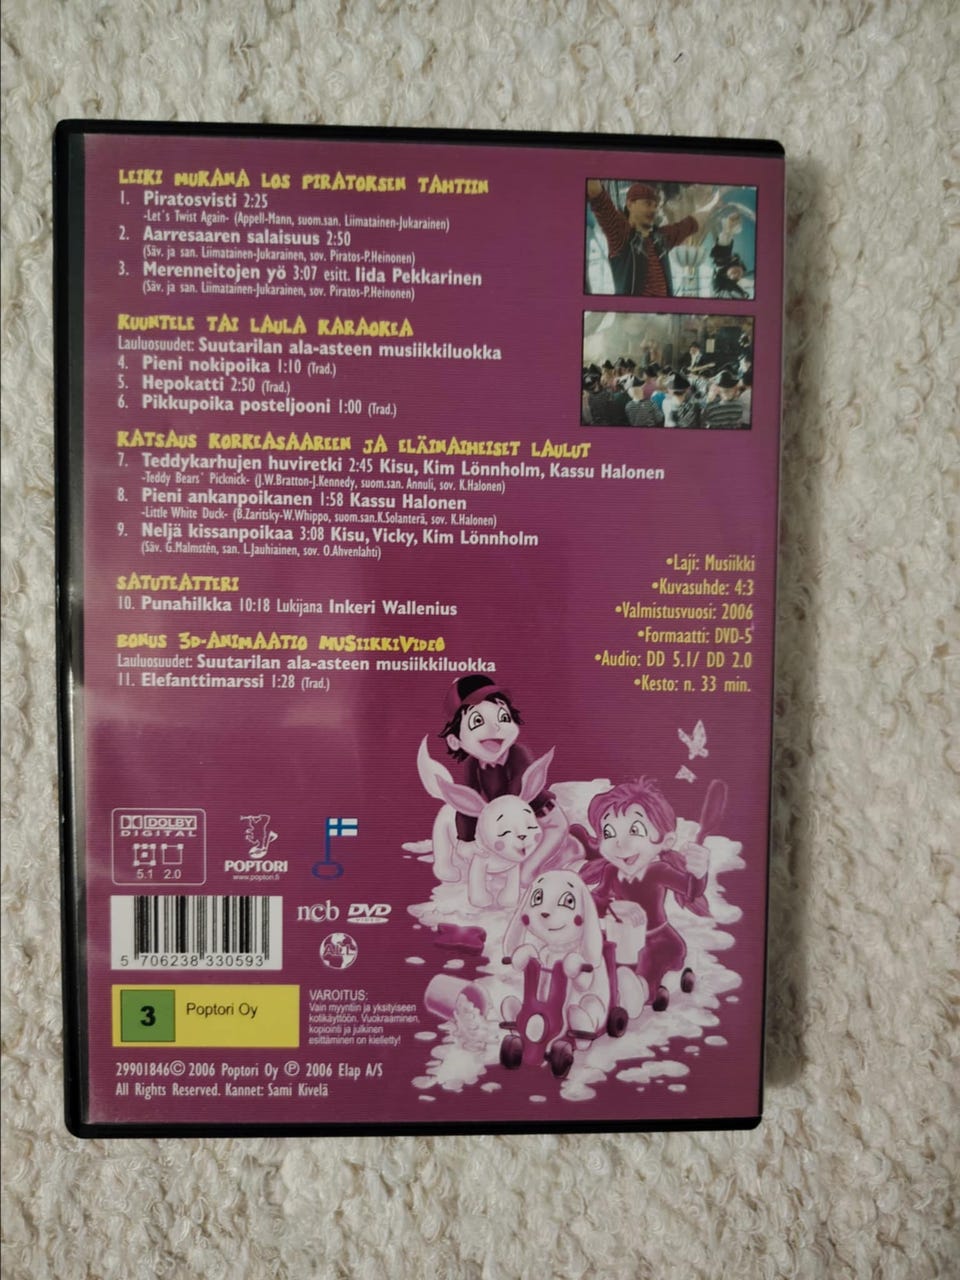 LEIKI MUKANA LOS PIRATOKSEN TAHTIIN
1. Piratosvisti 2:25
-Let's Twist Again- (Appell-Mann, suom.san. Liimatainen-Jukarainen)
2. Aarresaaren salaisuus 2:50
(Säv. ja san. Liimatainen-Jukarainen, sov. Piratos-P.Heinonen)
3. Merenneitojen yö 3:07 esitt. Iida Pekkarinen
(Säv. ja san. Liimatainen-Jukarainen, sov. Piratos-P.Heinonen)
KUUNTELE TAI LAULA KARAOKEA
Lauluosuudet: Suutarilan ala-asteen musiikkiluokka
4. Pieni nokipoika 1:10 (Trad.)
5. Hepokatti 2:50 (Trad.)
6. Pikkupoika posteljooni 1:00 (Trad.)
KATSAUS KORKEASAAREEN JA ELÄINAIHEISET LAULUT
7. Teddykarhujen huviretki 2:45 Kisu, Kim Lönnholm, Kassu Halonen
-Teddy Bears' Picknick- (J.W.Bratton-J.Kennedy, suom.san. Annuli, sov. K.Halonen)
8. Pieni ankanpoikanen 1:58 Kassu Halonen
-Little White Duck- (B.Zaritsky-W.Whippo, suom.san.K.Solanterä, sov. K.Halonen)
9. Neljä kissanpoikaa 3:08 Kisu, Vicky, Kim Lönnholm
(Säv. G.Malmstén, san. L.Jauhiainen, sov. O.Ahvenlahti)
SATUTEATTERI
10. Punahilkka 10:18 Lukijana Inkeri Wallenius
BONUS 3D-ANIMAATIO MUSIIKKIVIDEO
Lauluosuudet: Suutarilan ala-asteen musiikkiluokka
11. Elefanttimarssi 1:28 (Trad.)
•Laji: Musiikki
•Kuvasuhde: 4:3
•Valmistusvuosi: 2006
•Formaatti: DVD-5
•Audio: DD 5.1/ DD 2.0
•Kesto: n. 33 min.
DOLBY
DIGITAL
5.1 2.0
POPTORI
www.poptori.fi
ncb DVD
VIDEO
5 706238 330593
3 Poptori Oy
VAROITUS:
Vain myyntiin ja yksityiseen
kotikäyttöön. Vuokraaminen,
kopiointi ja julkinen
esittäminen on kielletty!
29901846© 2006 Poptori Oy ℗ 2006 Elap A/S
All Rights Reserved. Kannet: Sami Kivelä